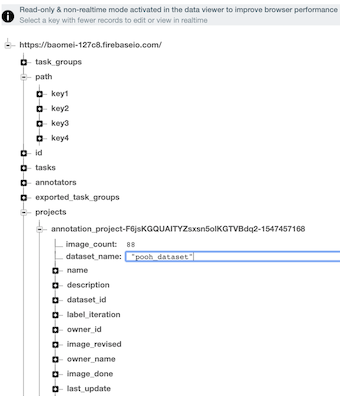 Read-only & non-realtime mode activated in the data viewer to improve browser performance
Select a key with fewer records to edit or view in realtime
https://baomei-127c8.firebaseio.com/
task_groups
path
key1
key2
key3
key4
id
tasks
annotators
exported_task_groups
projects
annotation_project-F6jsKGQUAITYZsxsn5olKGTVBdq2-1547457168
image_count: 88
dataset_name: "pooh_dataset"
name
description
dataset_id
label_iteration
owner_id
image_revised
owner_name
image_done
last_update